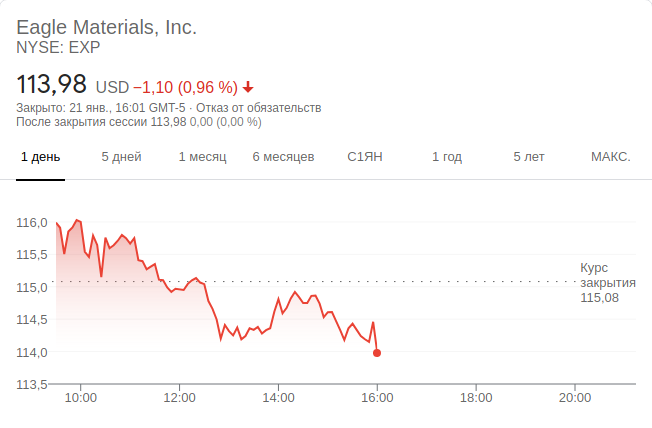 Eagle Materials, Inc.
NYSE: EXP
113,98 USD −1,10 (0,96 %)
Закрыто: 21 янв., 16:01 GMT-5 · Отказ от обязательств
После закрытия сессии 113,98 0,00 (0,00 %)
1 день 5 дней 1 месяц 6 месяцев С1ЯН 1 год 5 лет МАКС.
116,0
115,5
115,0
114,5
114,0
113,5
Курс
закрытия
115,08
10:00 12:00 14:00 16:00 18:00 20:00